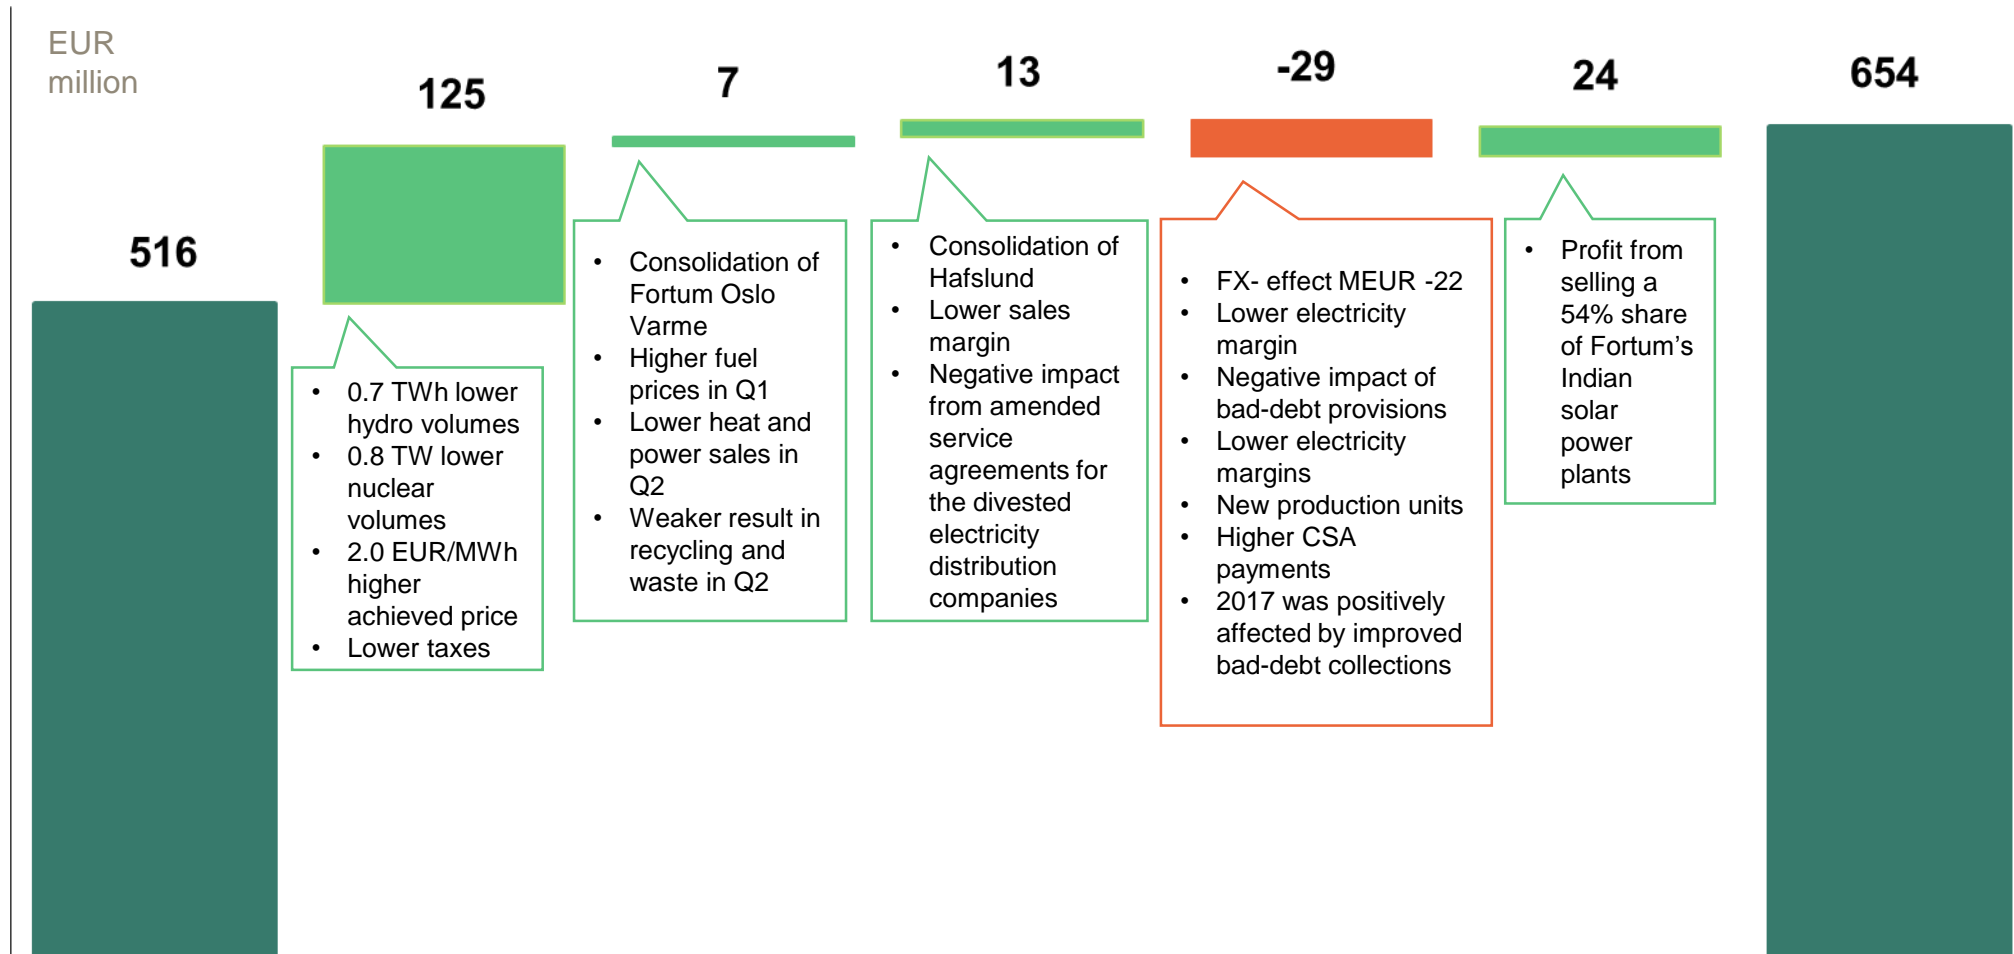 EUR
million
516
125
7
13
-29
24
654
• 0.7 TWh lower
hydro volumes
• 0.8 TW lower
nuclear
volumes
• 2.0 EUR/MWh
higher
achieved price
• Lower taxes
• Consolidation of
Fortum Oslo
Varme
• Higher fuel
prices in Q1
• Lower heat and
power sales in
Q2
• Weaker result in
recycling and
waste in Q2
• Consolidation of
Hafslund
• Lower sales
margin
• Negative impact
from amended
service
agreements for
the divested
electricity
distribution
companies
• FX- effect MEUR -22
• Lower electricity
margin
• Negative impact of
bad-debt provisions
• Lower electricity
margins
• New production units
• Higher CSA
payments
• 2017 was positively
affected by improved
bad-debt collections
• Profit from
selling a
54% share
of Fortum’s
Indian
solar
power
plants